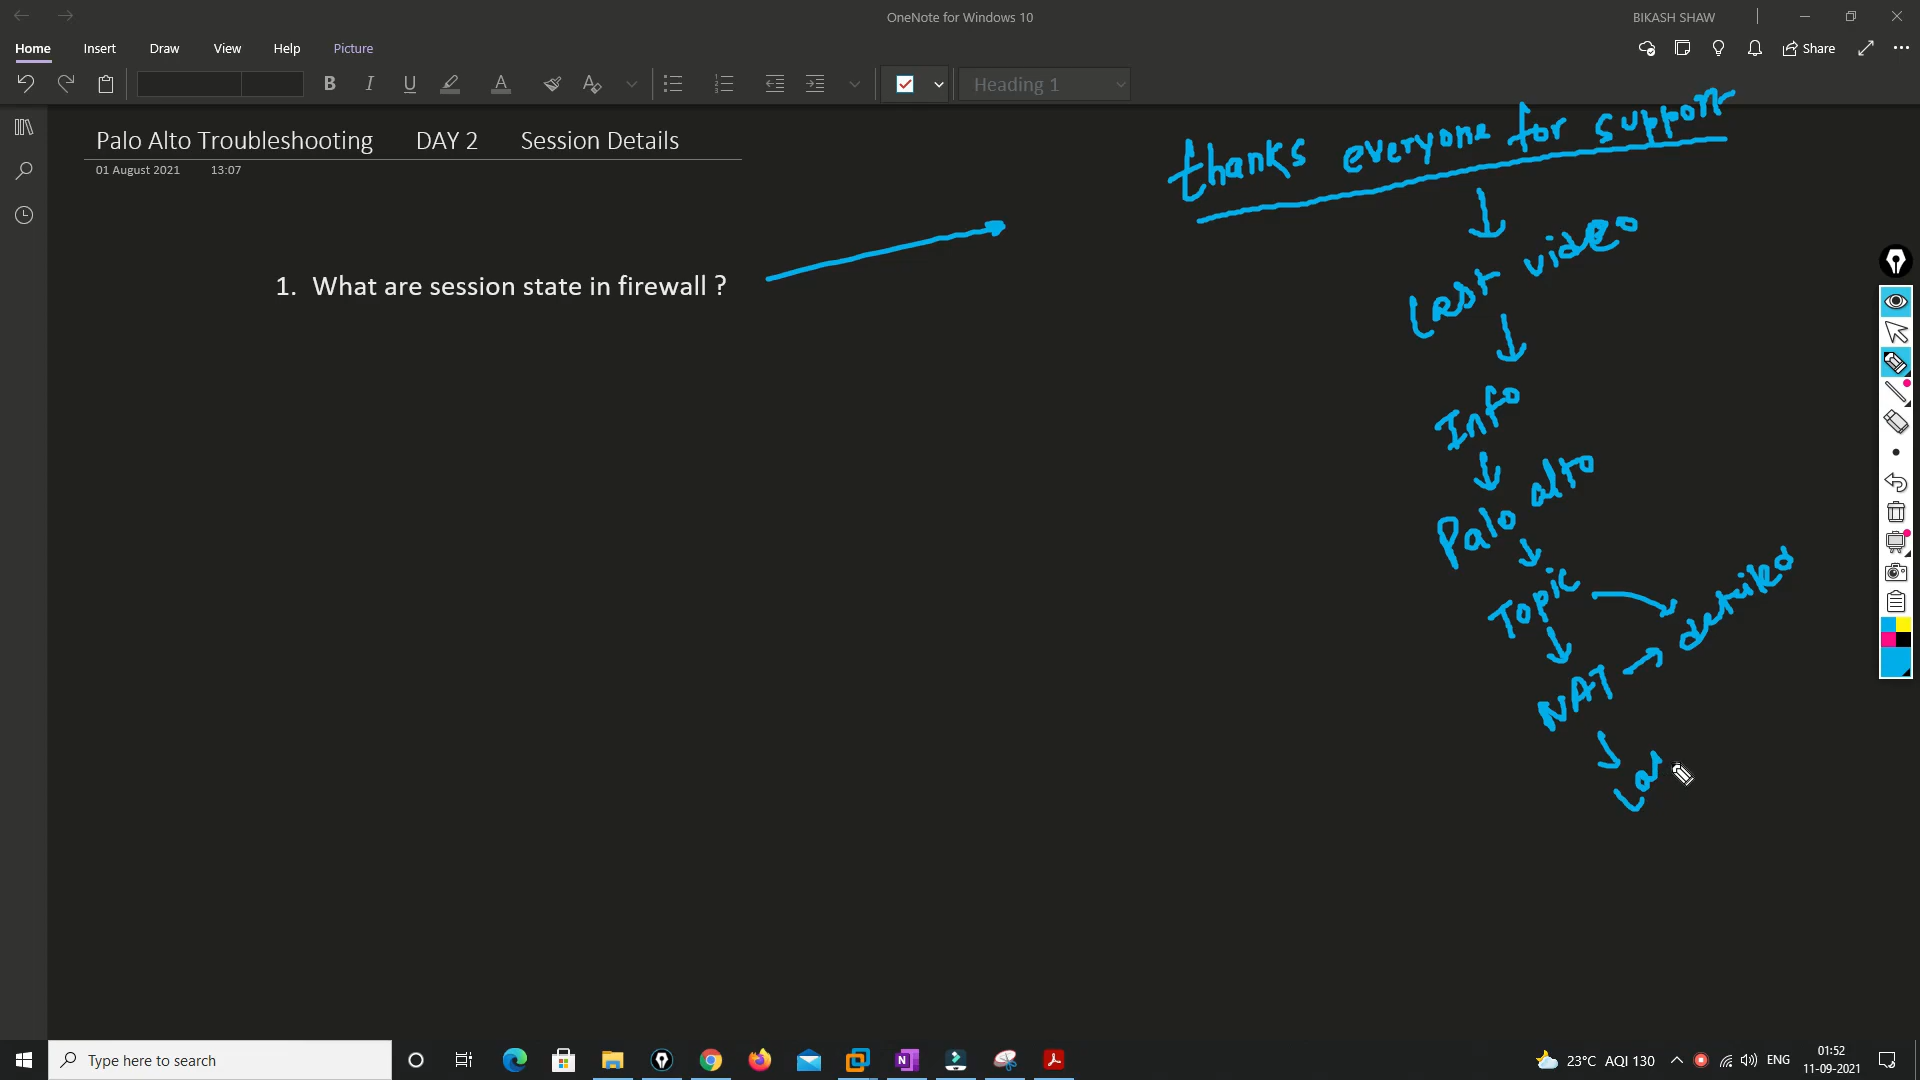 OneNote for Windows 10
BIKASH SHAW
Home Insert Draw View Help Picture
Share
B I U A A Heading 1
Palo Alto Troubleshooting DAY 2 Session Details
01 August 2021 13:07
thanks everyone for support
1. What are session state in firewall ?
Last video
Info
Palo alto
Topic
detailed
NAT
Type here to search
23°C AQI 130
ENG
01:52
11-09-2021